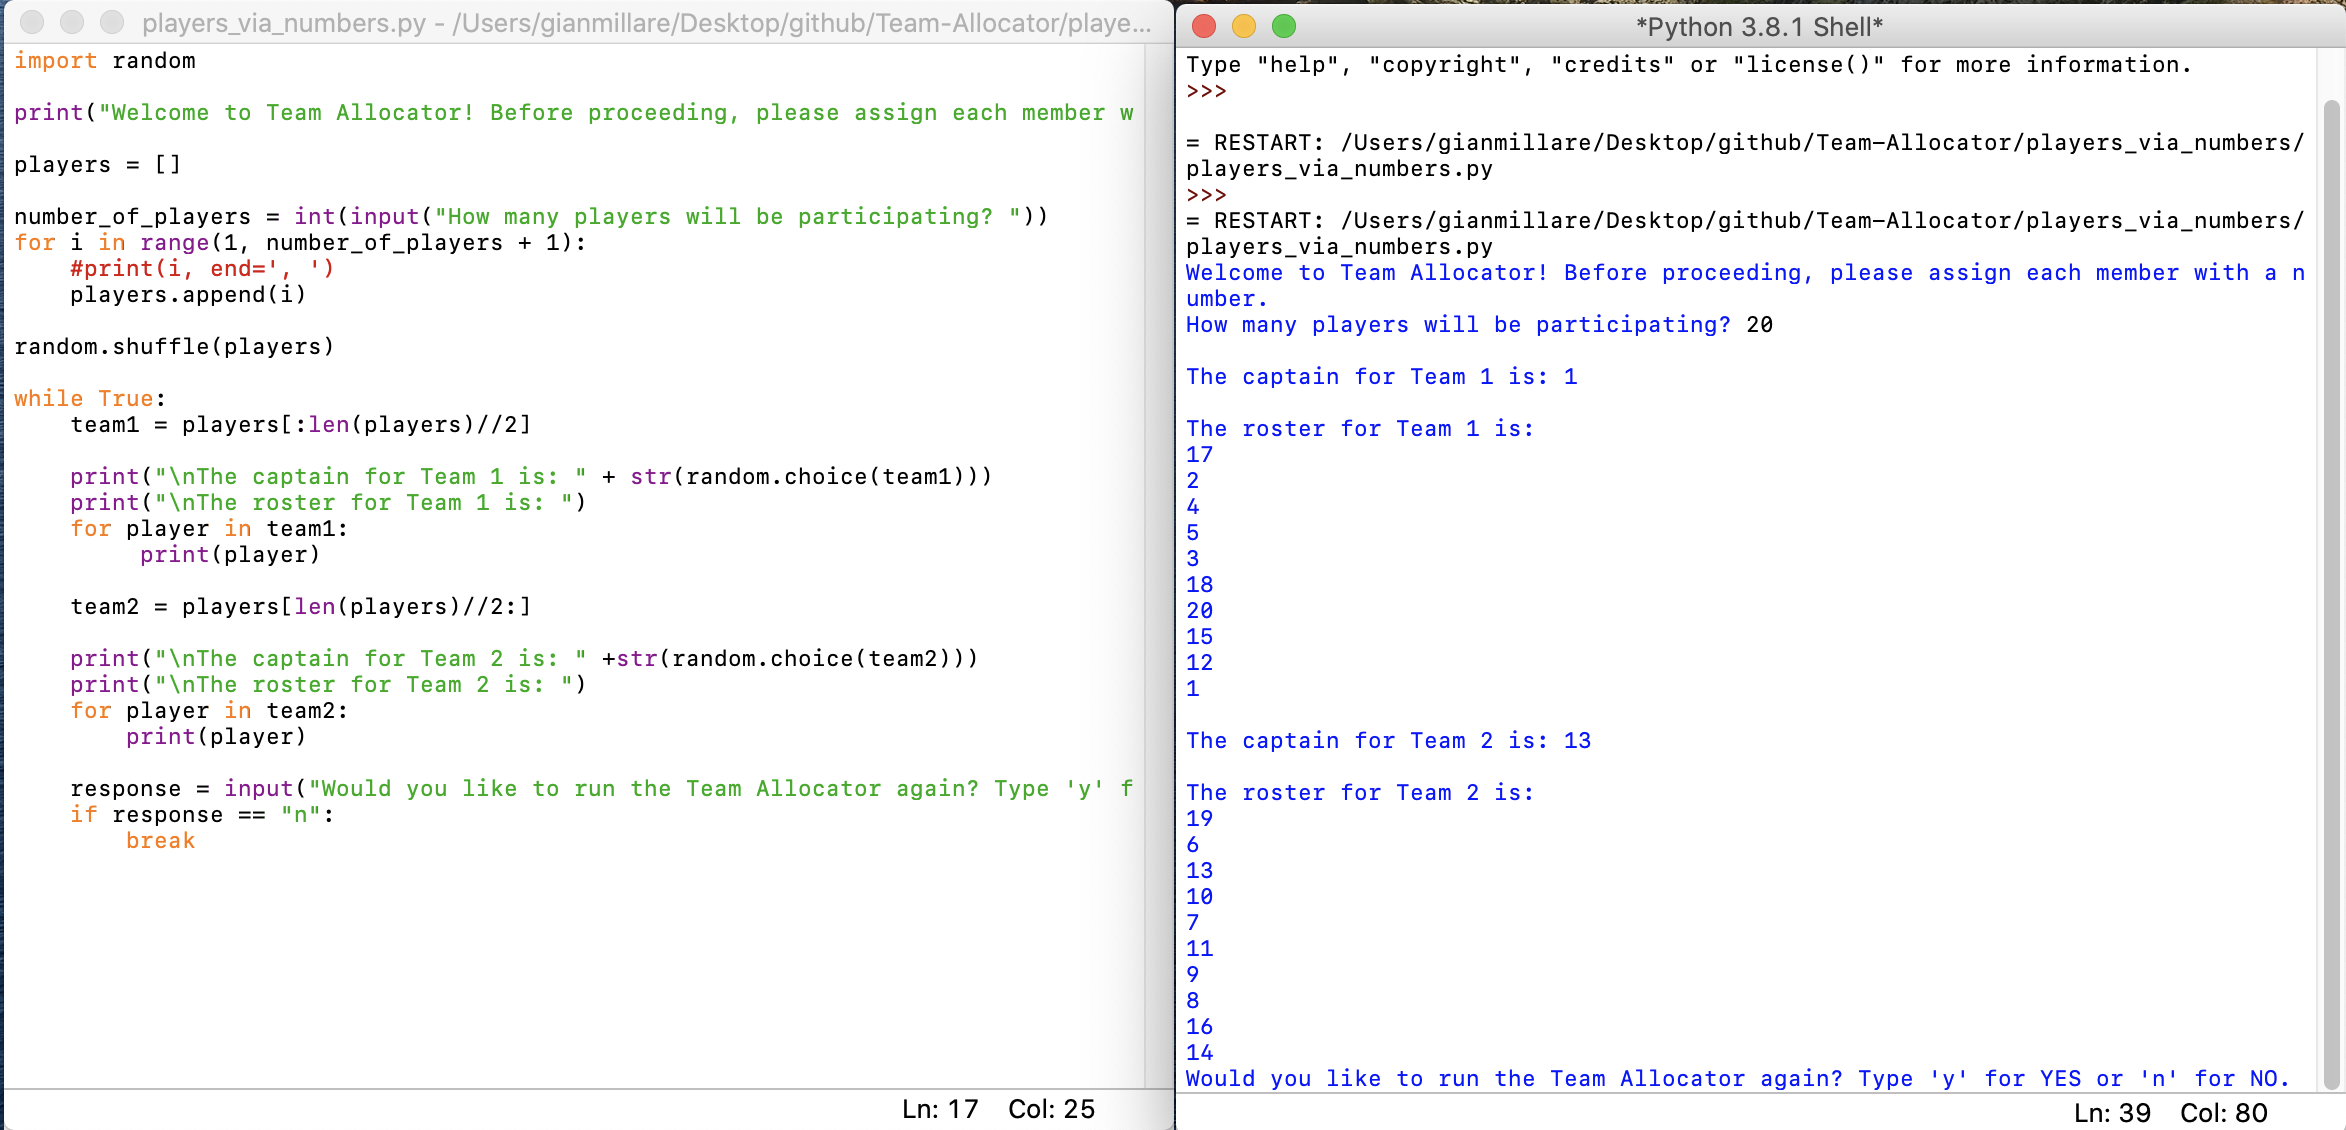 players_via_numbers.py - /Users/gianmillare/Desktop/github/Team-Allocator/playe...
import random
print("Welcome to Team Allocator! Before proceeding, please assign each member w
players = []
number_of_players = int(input("How many players will be participating? "))
for i in range(1, number_of_players + 1):
    #print(i, end=', ')
    players.append(i)
random.shuffle(players)
while True:
    team1 = players[:len(players)//2]
    print("\nThe captain for Team 1 is: " + str(random.choice(team1)))
    print("\nThe roster for Team 1 is: ")
    for player in team1:
         print(player)
    team2 = players[len(players)//2:]
    print("\nThe captain for Team 2 is: " +str(random.choice(team2)))
    print("\nThe roster for Team 2 is: ")
    for player in team2:
        print(player)
    response = input("Would you like to run the Team Allocator again? Type 'y' f
    if response == "n":
        break
Ln: 17 Col: 25
*Python 3.8.1 Shell*
Type "help", "copyright", "credits" or "license()" for more information.
>>>
= RESTART: /Users/gianmillare/Desktop/github/Team-Allocator/players_via_numbers/
players_via_numbers.py
>>>
= RESTART: /Users/gianmillare/Desktop/github/Team-Allocator/players_via_numbers/
players_via_numbers.py
Welcome to Team Allocator! Before proceeding, please assign each member with a n
umber.
How many players will be participating? 20
The captain for Team 1 is: 1
The roster for Team 1 is:
17
2
4
5
3
18
20
15
12
1
The captain for Team 2 is: 13
The roster for Team 2 is:
19
6
13
10
7
11
9
8
16
14
Would you like to run the Team Allocator again? Type 'y' for YES or 'n' for NO.
Ln: 39 Col: 80